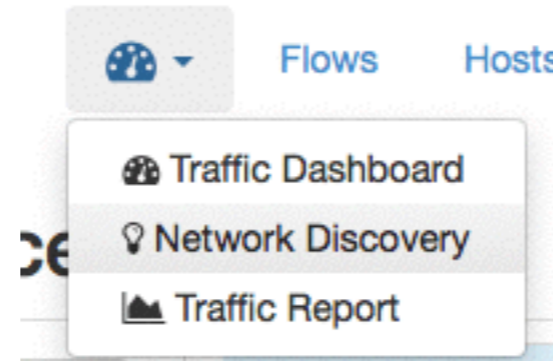 Flows Hosts
Traffic Dashboard
Network Discovery
Traffic Report